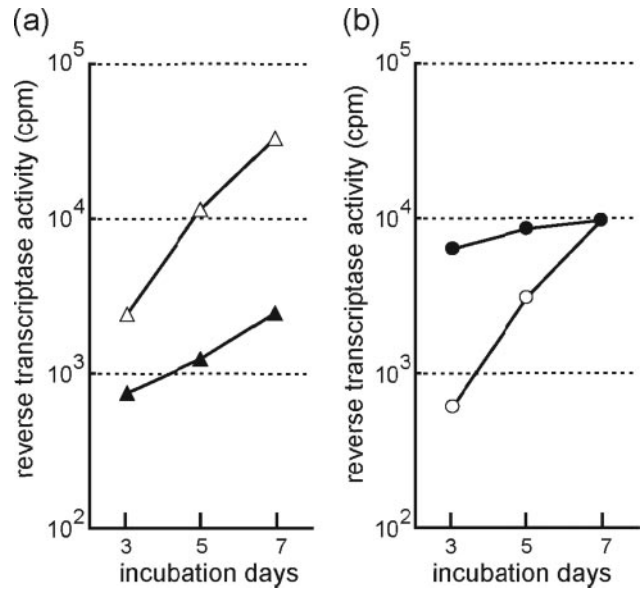 (a)
reverse transcriptase activity (cpm)
10^5
10^4
10^3
10^2
3 5 7
incubation days
(b)
reverse transcriptase activity (cpm)
10^5
10^4
10^3
10^2
3 5 7
incubation days